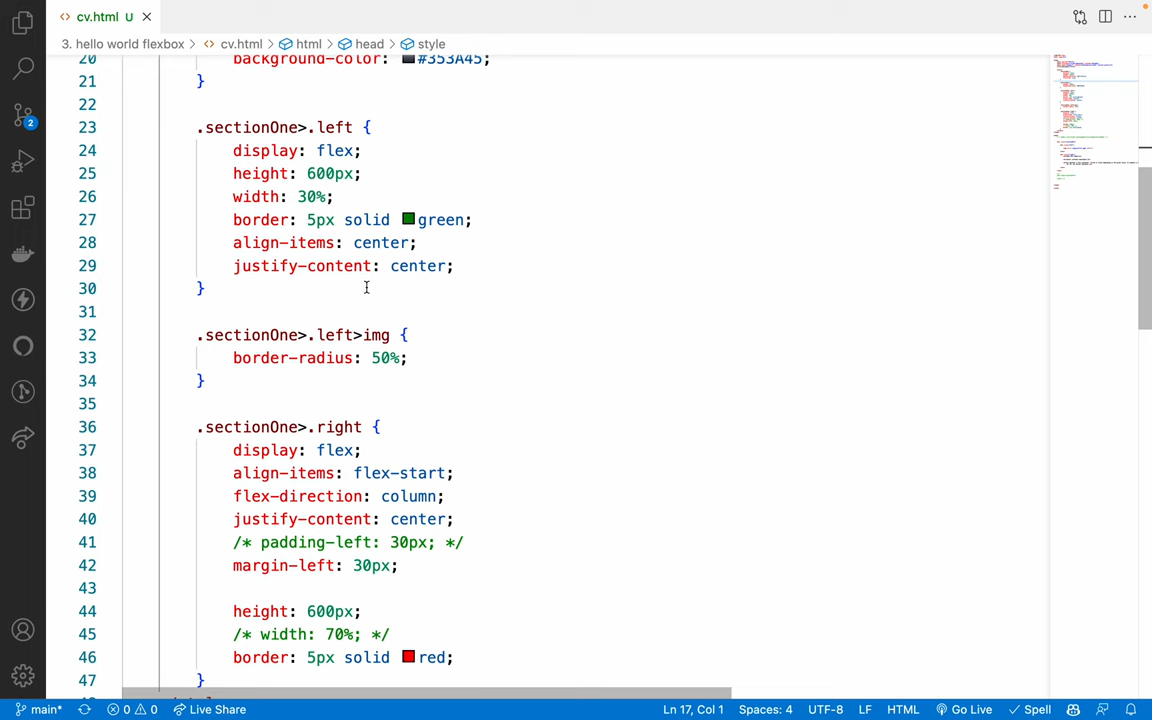 <> cv.html U ×
3. hello world flexbox > <> cv.html > html > head > style
20 background-color: #353A45;
21 }
22
23 .sectionOne>.left {
24 display: flex;
25 height: 600px;
26 width: 30%;
27 border: 5px solid green;
28 align-items: center;
29 justify-content: center;
30 }
31
32 .sectionOne>.left>img {
33 border-radius: 50%;
34 }
35
36 .sectionOne>.right {
37 display: flex;
38 align-items: flex-start;
39 flex-direction: column;
40 justify-content: center;
41 /* padding-left: 30px; */
42 margin-left: 30px;
43
44 height: 600px;
45 /* width: 70%; */
46 border: 5px solid red;
47 }
2
main* 0 0 Live Share Ln 17, Col 1 Spaces: 4 UTF-8 LF HTML Go Live Spell